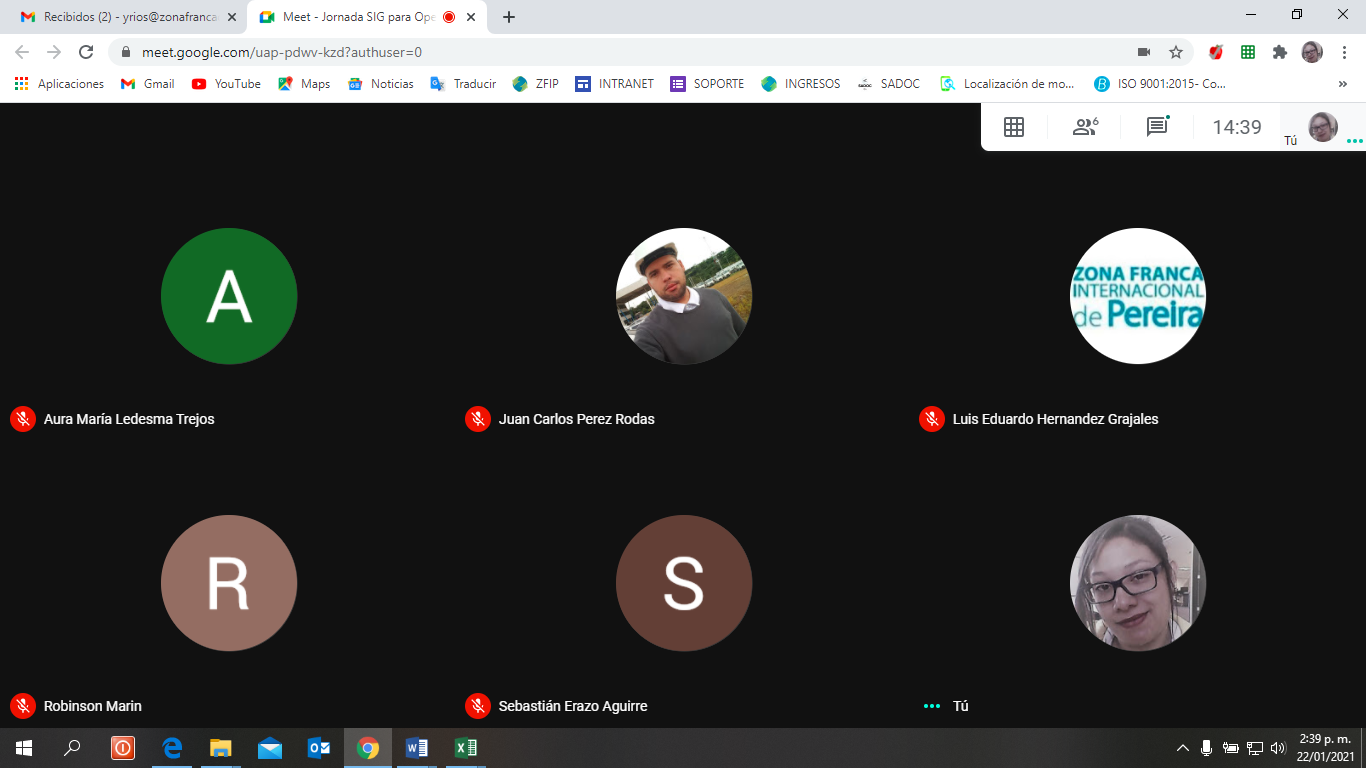 Recibidos (2) - yrios@zonafranca
Meet - Jornada SIG para Ope
meet.google.com/uap-pdwv-kzd?authuser=0
Aplicaciones
Gmail
YouTube
Maps
Noticias
Traducir
ZFIP
INTRANET
SOPORTE
INGRESOS
SADOC
Localización de mo...
ISO 9001:2015- Co...
»
6
14:39
Tú
A
ZONA FRANCA
INTERNACIONAL
de Pereira
Aura María Ledesma Trejos
Juan Carlos Perez Rodas
Luis Eduardo Hernandez Grajales
R
S
Robinson Marin
Sebastián Erazo Aguirre
Tú
2:39 p. m.
22/01/2021